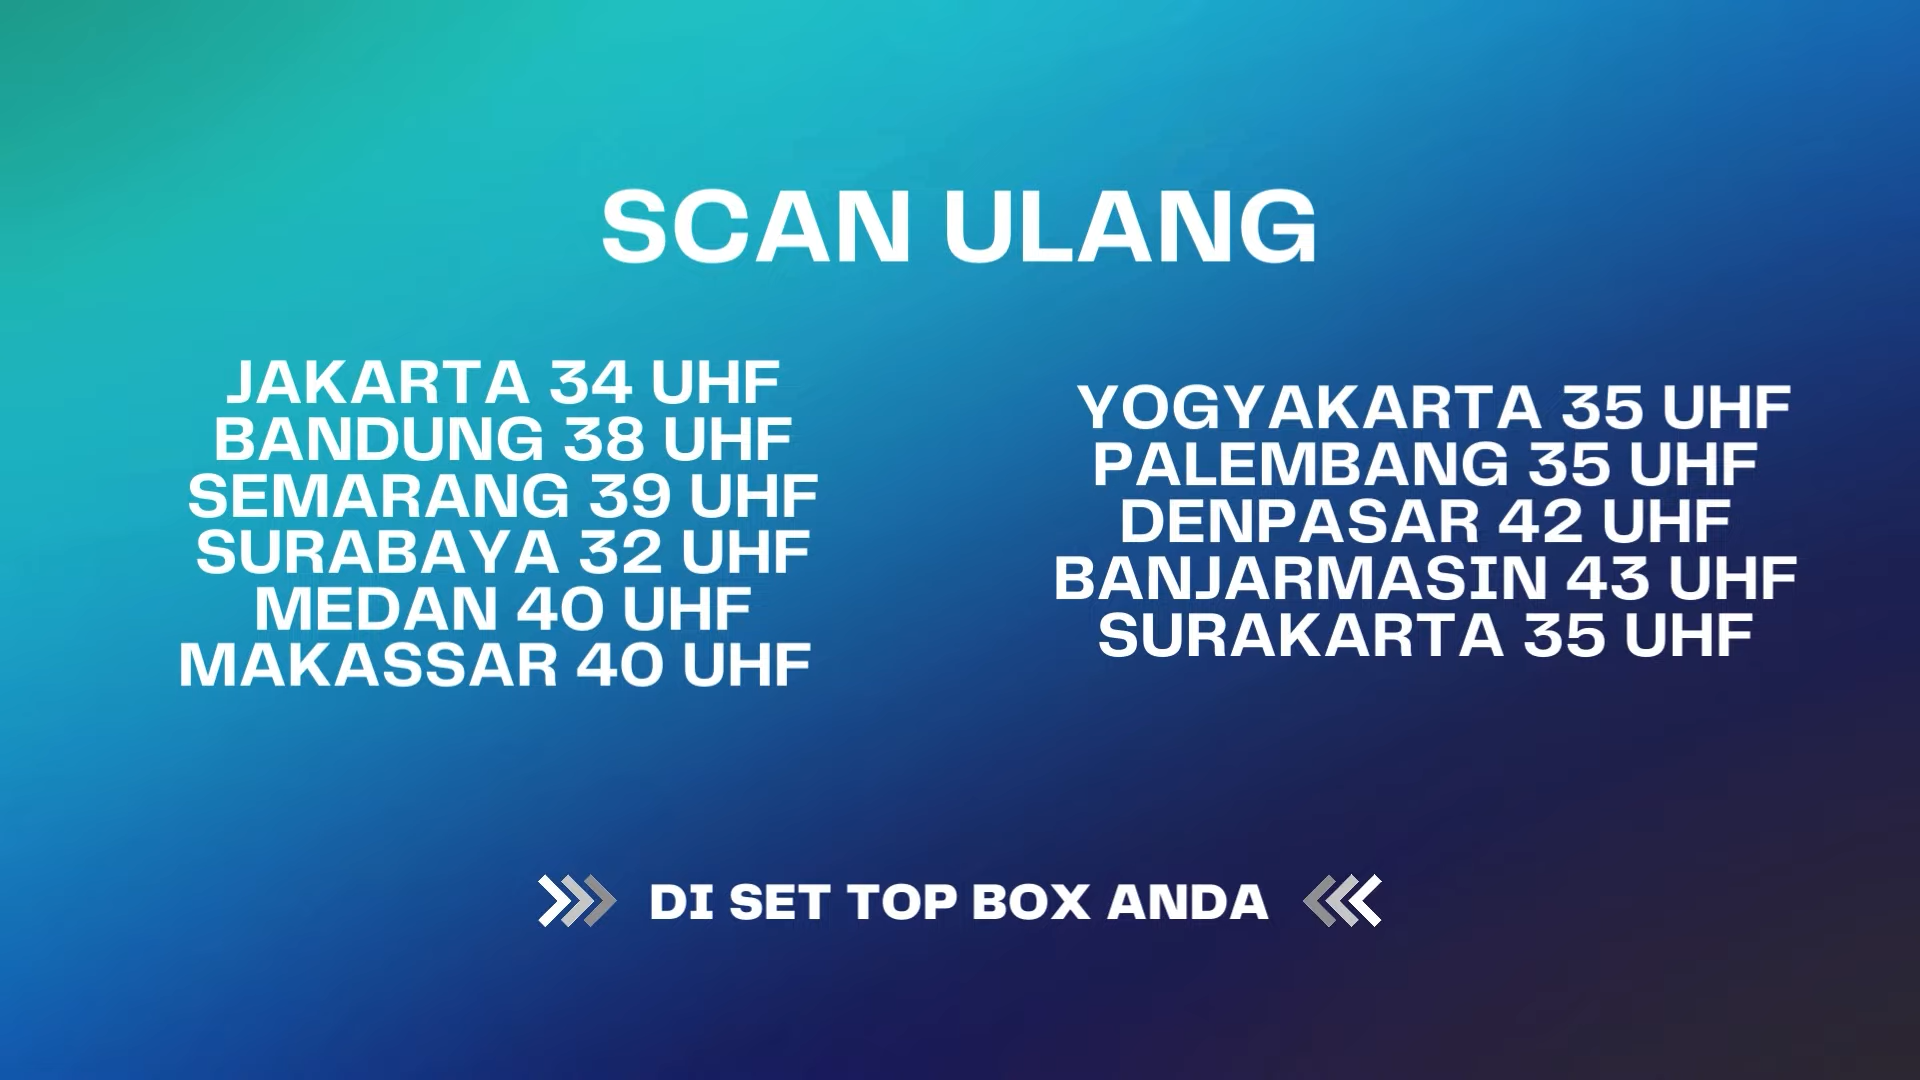 SCAN ULANG
JAKARTA 34 UHF
BANDUNG 38 UHF
SEMARANG 39 UHF
SURABAYA 32 UHF
MEDAN 40 UHF
MAKASSAR 40 UHF
YOGYAKARTA 35 UHF
PALEMBANG 35 UHF
DENPASAR 42 UHF
BANJARMASIN 43 UHF
SURAKARTA 35 UHF
DI SET TOP BOX ANDA